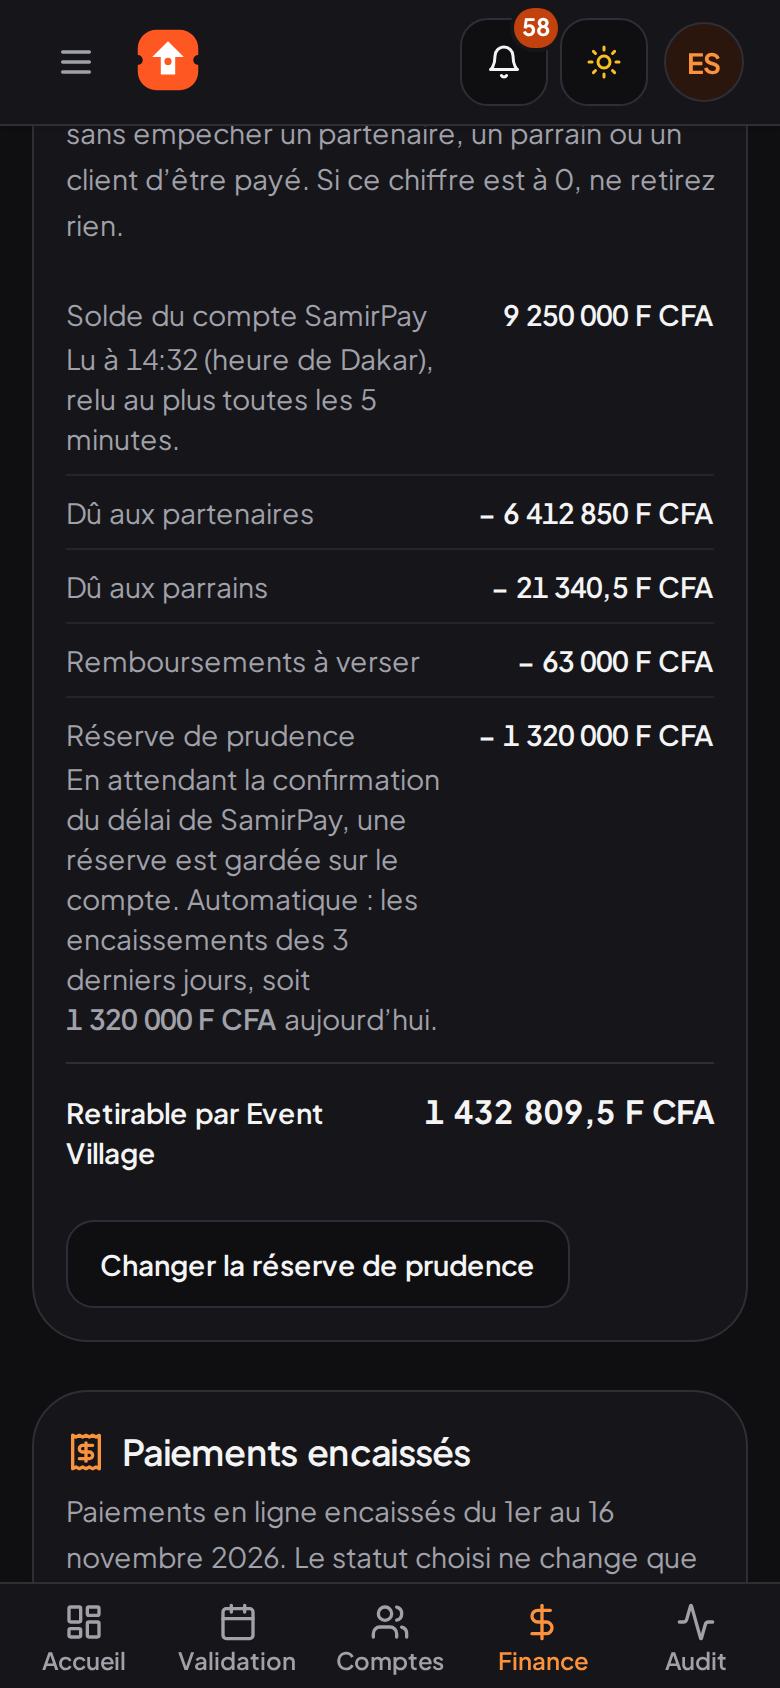 58
ES
sans empêcher un partenaire, un parrain ou un
client d’être payé. Si ce chiffre est à 0, ne retirez
rien.
Solde du compte SamirPay 9 250 000 F CFA
Lu à 14:32 (heure de Dakar),
relu au plus toutes les 5
minutes.
Dû aux partenaires – 6 412 850 F CFA
Dû aux parrains – 21 340,5 F CFA
Remboursements à verser – 63 000 F CFA
Réserve de prudence – 1 320 000 F CFA
En attendant la confirmation
du délai de SamirPay, une
réserve est gardée sur le
compte. Automatique : les
encaissements des 3
derniers jours, soit
1 320 000 F CFA aujourd’hui.
Retirable par Event 1 432 809,5 F CFA
Village
Changer la réserve de prudence
Paiements encaissés
Paiements en ligne encaissés du 1er au 16
novembre 2026. Le statut choisi ne change que
Accueil Validation Comptes Finance Audit